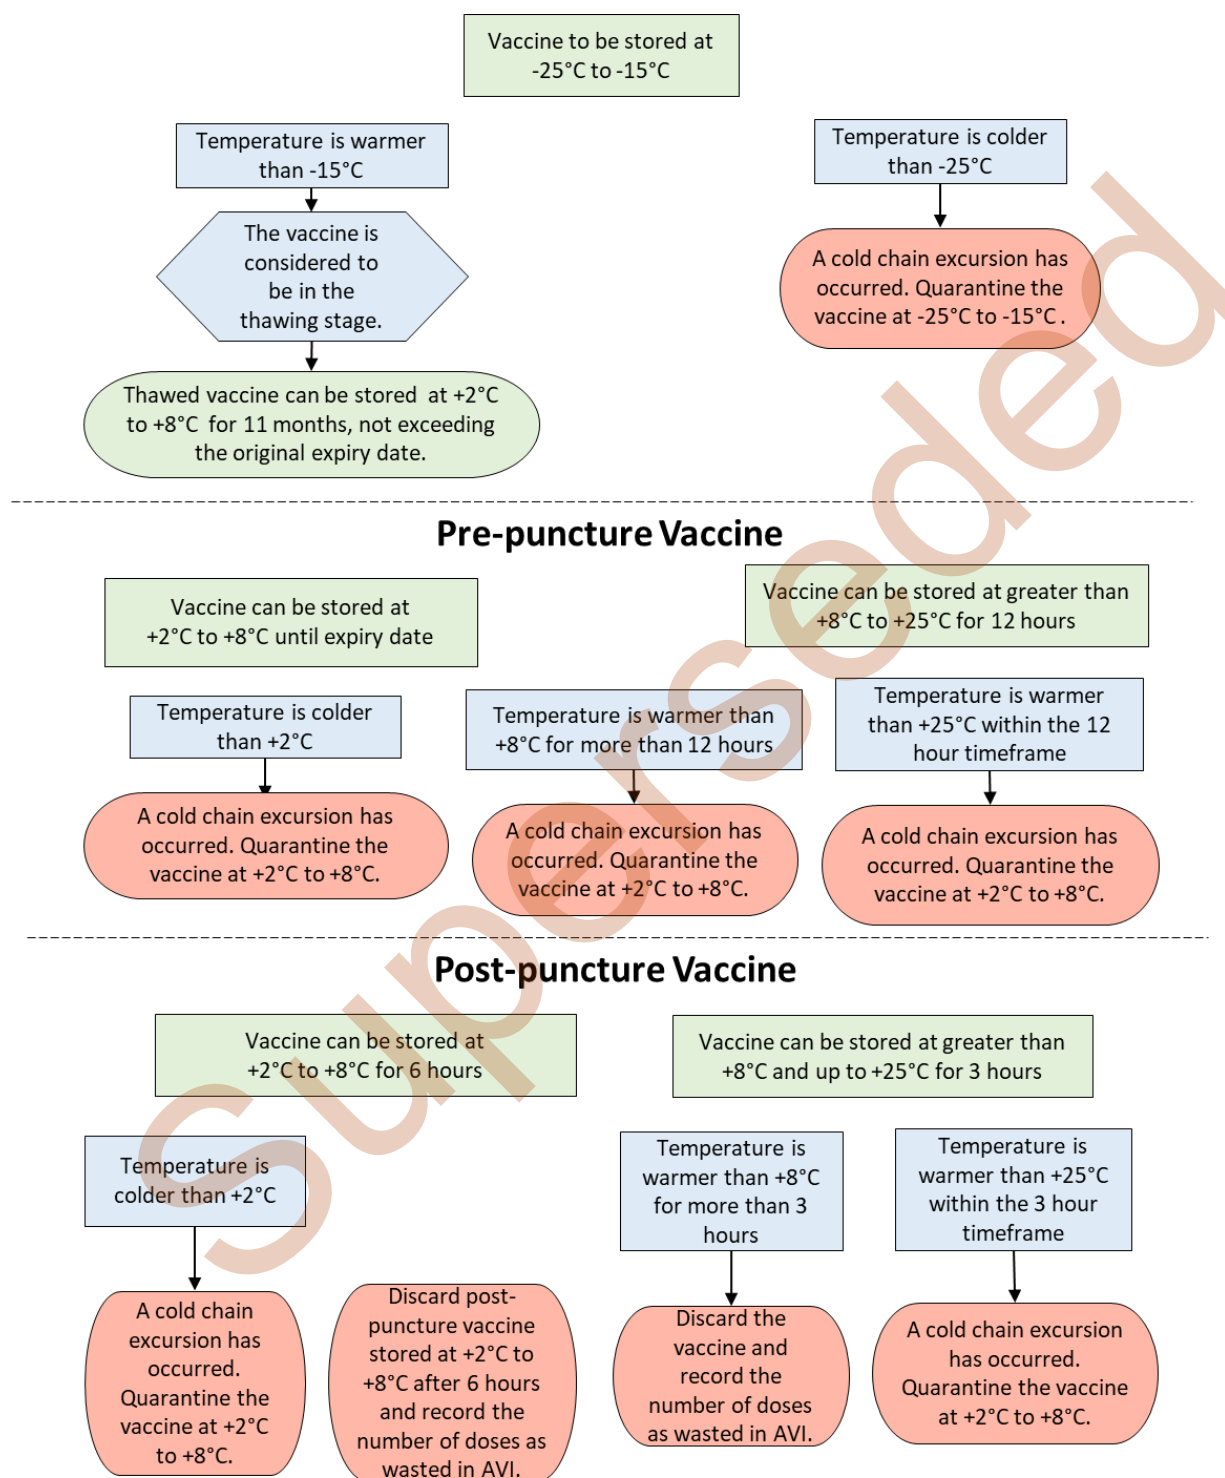 Vaccine to be stored at
-25°C to -15°C
Temperature is warmer
than -15°C
Temperature is colder
than -25°C
The vaccine is
considered to
be in the
thawing stage.
A cold chain excursion has
occurred. Quarantine the
vaccine at -25°C to -15°C .
Thawed vaccine can be stored at +2°C
to +8°C for 11 months, not exceeding
the original expiry date.
Pre-puncture Vaccine
Vaccine can be stored at
+2°C to +8°C until expiry date
Vaccine can be stored at greater than
+8°C to +25°C for 12 hours
Temperature is colder
than +2°C
Temperature is warmer than
+8°C for more than 12 hours
Temperature is warmer
than +25°C within the 12
hour timeframe
A cold chain excursion has
occurred. Quarantine the
vaccine at +2°C to +8°C.
A cold chain excursion has
occurred. Quarantine the
vaccine at +2°C to +8°C.
A cold chain excursion has
occurred. Quarantine the
vaccine at +2°C to +8°C.
Post-puncture Vaccine
Vaccine can be stored at
+2°C to +8°C for 6 hours
Vaccine can be stored at greater than
+8°C and up to +25°C for 3 hours
Temperature is
colder than +2°C
Temperature is
warmer than +8°C
for more than 3
hours
Temperature is
warmer than +25°C
within the 3 hour
timeframe
A cold chain
excursion has
occurred.
Quarantine the
vaccine at +2°C
to +8°C.
Discard post-
puncture vaccine
stored at +2°C to
+8°C after 6 hours
and record the
number of doses as
wasted in AVI.
Discard the
vaccine and
record the
number of doses
as wasted in AVI.
A cold chain excursion
has occurred.
Quarantine the vaccine
at +2°C to +8°C.
Superseded